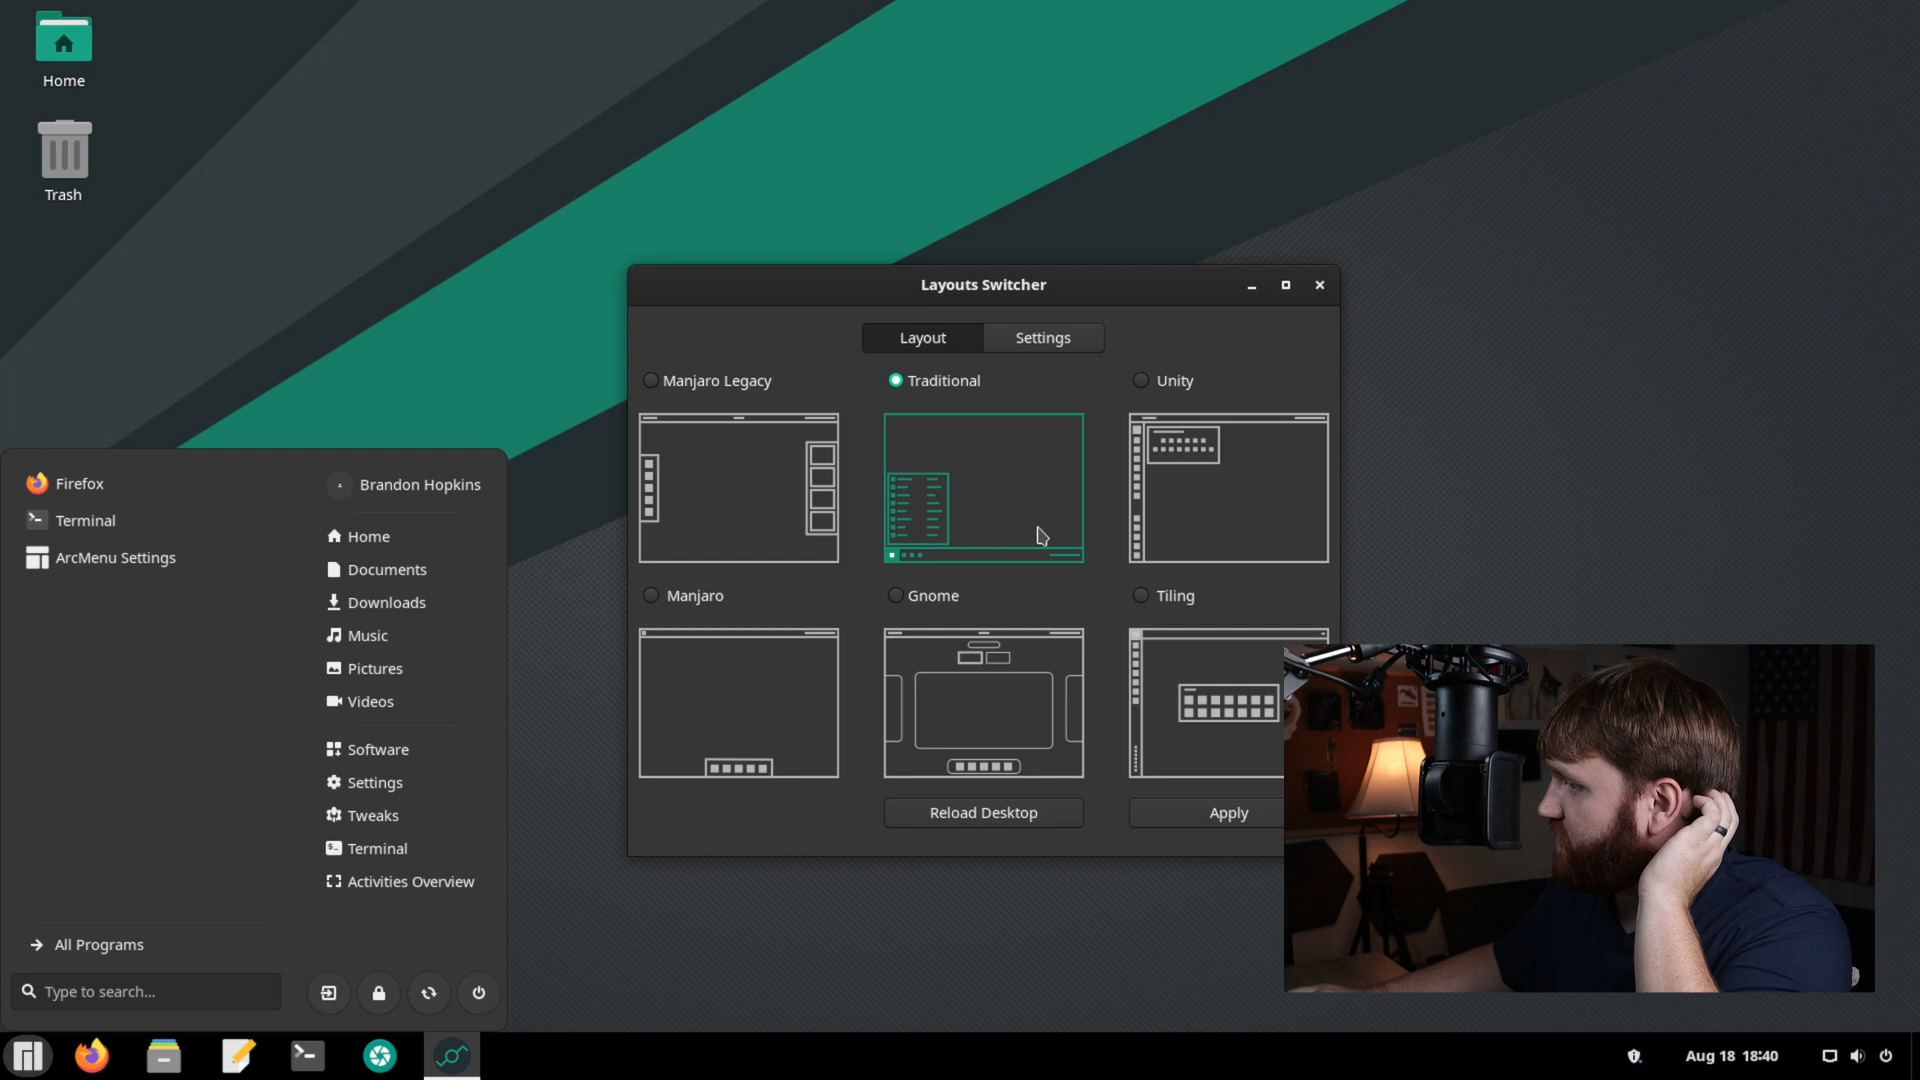 Home
Trash
Layouts Switcher
Layout
Settings
Manjaro Legacy
Traditional
Unity
Manjaro
Gnome
Tiling
Reload Desktop
Apply
Firefox
Terminal
ArcMenu Settings
All Programs
Type to search...
Brandon Hopkins
Home
Documents
Downloads
Music
Pictures
Videos
Software
Settings
Tweaks
Terminal
Activities Overview
Aug 18 18:40